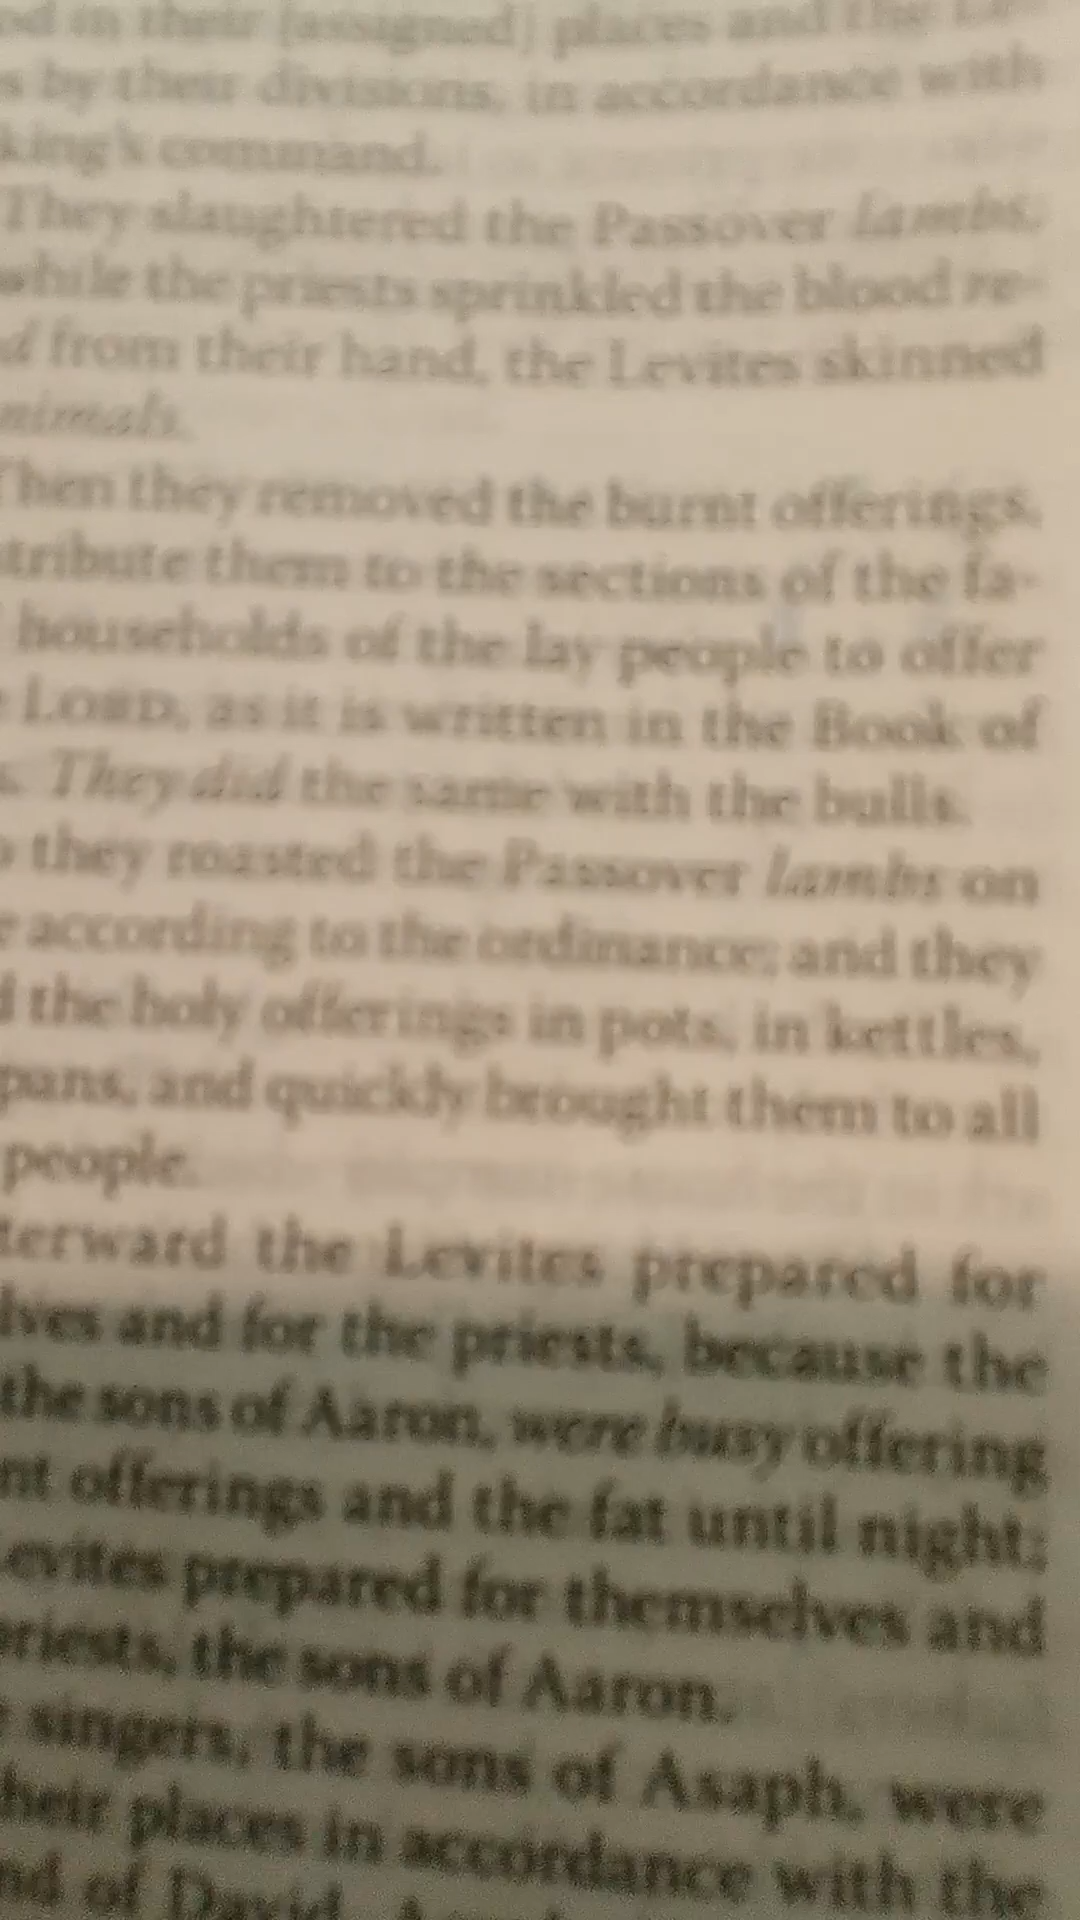 in their [assigned] places and the
by their divisions, in accordance with
king's command.
They slaughtered the Passover lambs,
while the priests sprinkled the blood re-
from their hand, the Levites skinned
nimals.
Then they removed the burnt offerings,
tribute them to the sections of the fa-
households of the lay people to offer
LORD, as it is written in the Book of
They did the same with the bulls.
they roasted the Passover lambs on
according to the ordinance; and they
the holy offerings in pots, in kettles,
pans, and quickly brought them to all
people.
terward the Levites prepared for
lves and for the priests, because the
the sons of Aaron, were busy offering
nt offerings and the fat until night;
evites prepared for themselves and
riests, the sons of Aaron.
singers, the sons of Asaph, were
heir places in accordance with the
nd of David,